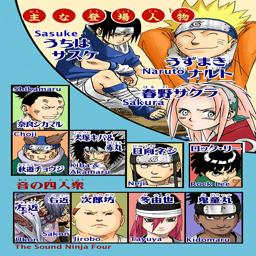 主な登場人物
Sasuke
うちは
サスケ
うずまき
Naruto ナルト
春野サクラ
Sakura
Shikamaru
奈良シカマル
Choji
秋道チョウジ
犬塚キバ&
赤丸
Kiba &
Akamaru
日向ネジ
Neji
ロック・リー
Rock Lee
音の四人衆
左近
Ukon
右近
Sakon
次郎坊
Jirobo
多由也
Tayuya
鬼童丸
Kidomaru
The Sound Ninja Four